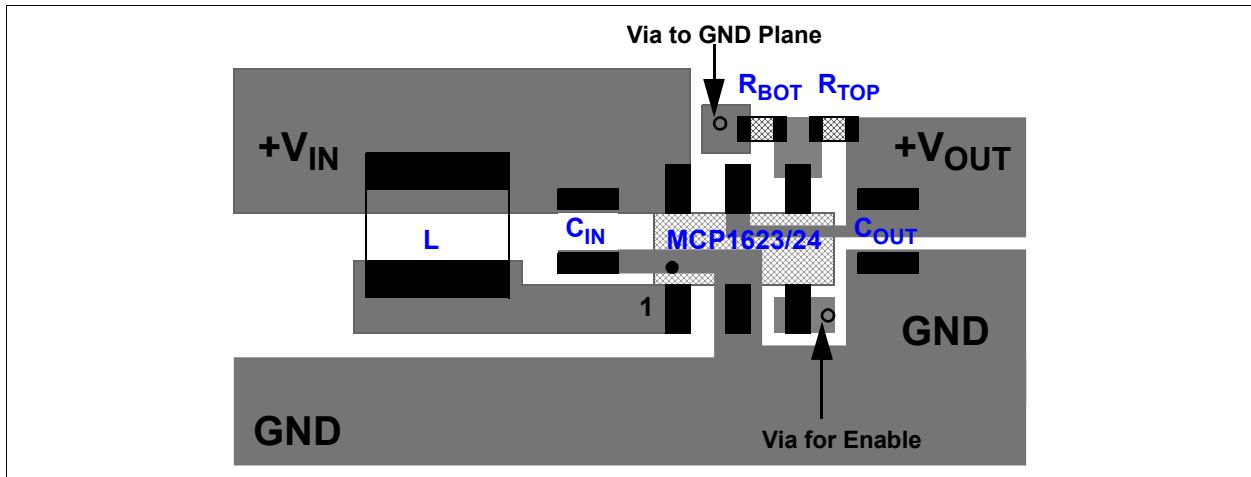 Via to GND Plane
RBOT
RTOP
+VIN
+VOUT
L
CIN
MCP1623/24
COUT
1
GND
GND
Via for Enable